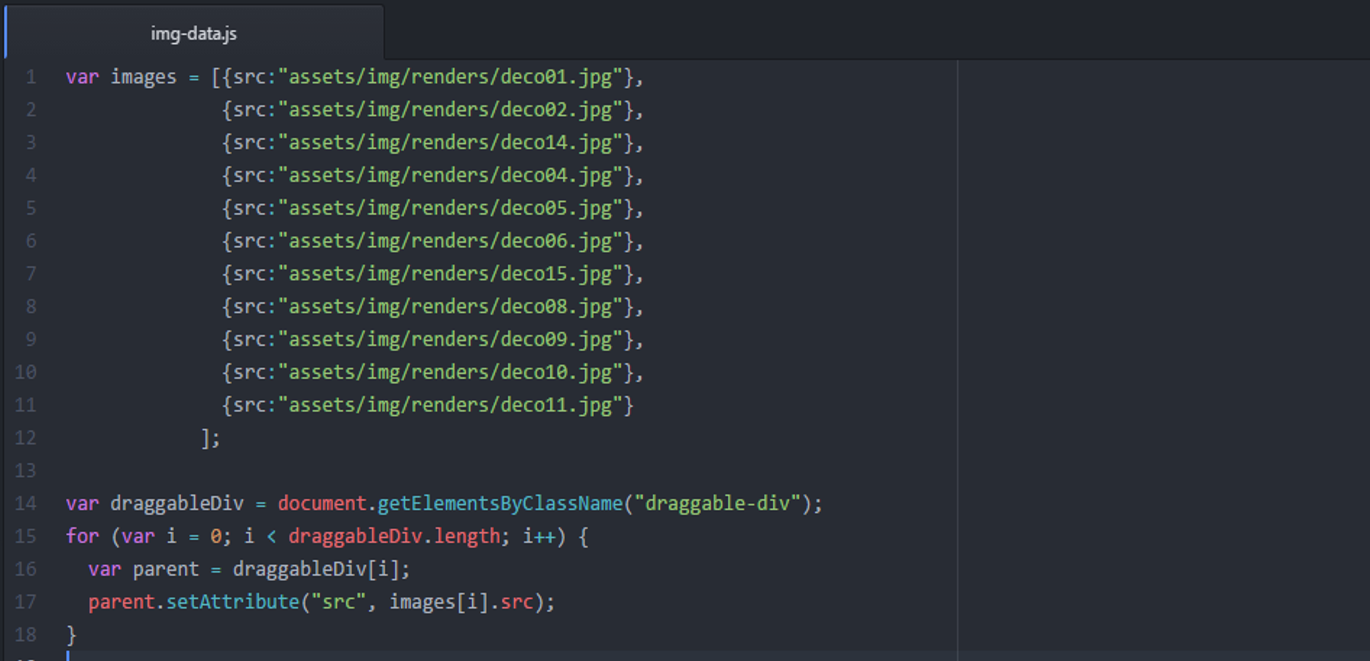 img-data.js
1 var images = [{src:"assets/img/renders/deco01.jpg"},
2 {src:"assets/img/renders/deco02.jpg"},
3 {src:"assets/img/renders/deco14.jpg"},
4 {src:"assets/img/renders/deco04.jpg"},
5 {src:"assets/img/renders/deco05.jpg"},
6 {src:"assets/img/renders/deco06.jpg"},
7 {src:"assets/img/renders/deco15.jpg"},
8 {src:"assets/img/renders/deco08.jpg"},
9 {src:"assets/img/renders/deco09.jpg"},
10 {src:"assets/img/renders/deco10.jpg"},
11 {src:"assets/img/renders/deco11.jpg"}
12 ];
13
14 var draggableDiv = document.getElementsByClassName("draggable-div");
15 for (var i = 0; i < draggableDiv.length; i++) {
16 var parent = draggableDiv[i];
17 parent.setAttribute("src", images[i].src);
18 }